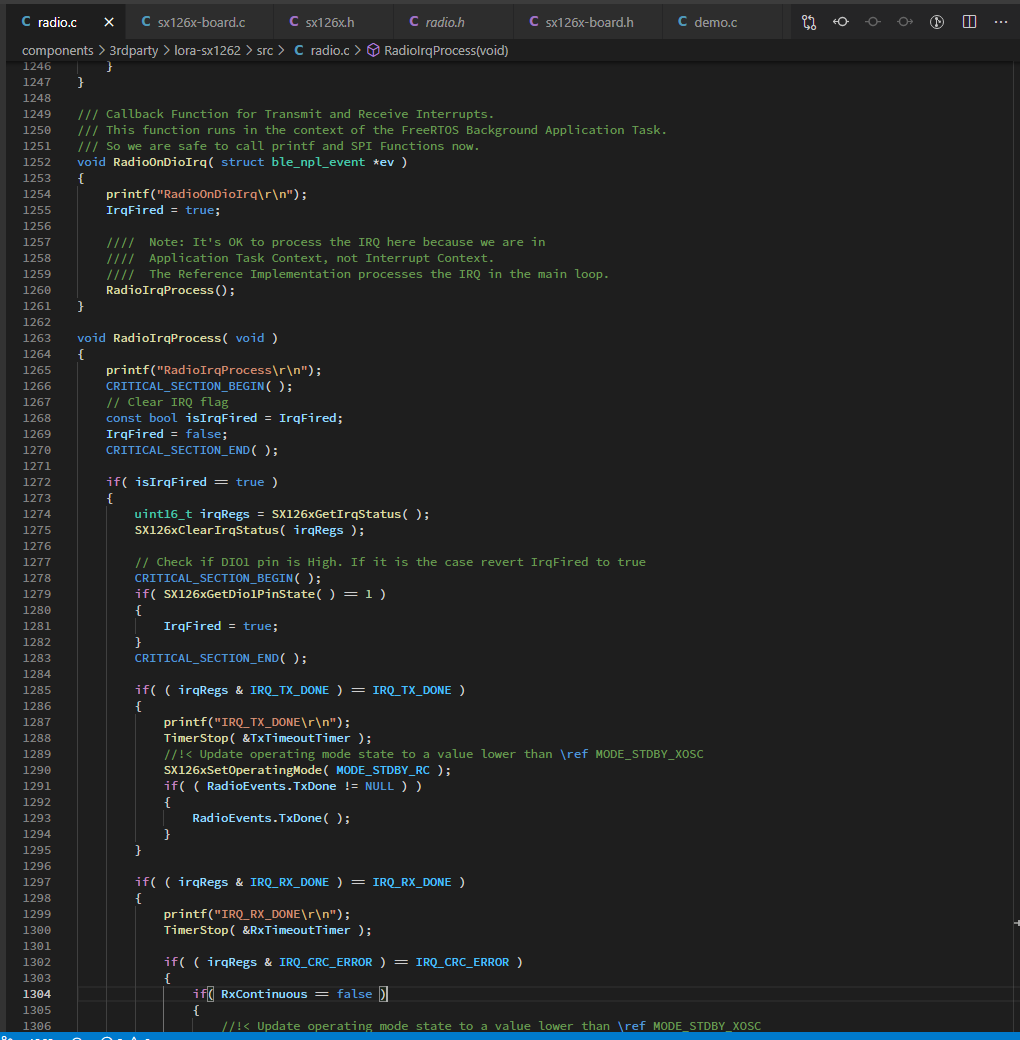 C radio.c × C sx126x-board.c C sx126x.h C radio.h C sx126x-board.h C demo.c
components > 3rdparty > lora-sx1262 > src > C radio.c > RadioIrqProcess(void)
1246 }
1247 }
1248
1249 /// Callback Function for Transmit and Receive Interrupts.
1250 /// This function runs in the context of the FreeRTOS Background Application Task.
1251 /// So we are safe to call printf and SPI Functions now.
1252 void RadioOnDioIrq( struct ble_npl_event *ev )
1253 {
1254 printf("RadioOnDioIrq\r\n");
1255 IrqFired = true;
1256
1257 //// Note: It's OK to process the IRQ here because we are in
1258 //// Application Task Context, not Interrupt Context.
1259 //// The Reference Implementation processes the IRQ in the main loop.
1260 RadioIrqProcess();
1261 }
1262
1263 void RadioIrqProcess( void )
1264 {
1265 printf("RadioIrqProcess\r\n");
1266 CRITICAL_SECTION_BEGIN( );
1267 // Clear IRQ flag
1268 const bool isIrqFired = IrqFired;
1269 IrqFired = false;
1270 CRITICAL_SECTION_END( );
1271
1272 if( isIrqFired == true )
1273 {
1274 uint16_t irqRegs = SX126xGetIrqStatus( );
1275 SX126xClearIrqStatus( irqRegs );
1276
1277 // Check if DIO1 pin is High. If it is the case revert IrqFired to true
1278 CRITICAL_SECTION_BEGIN( );
1279 if( SX126xGetDio1PinState( ) == 1 )
1280 {
1281 IrqFired = true;
1282 }
1283 CRITICAL_SECTION_END( );
1284
1285 if( ( irqRegs & IRQ_TX_DONE ) == IRQ_TX_DONE )
1286 {
1287 printf("IRQ_TX_DONE\r\n");
1288 TimerStop( &TxTimeoutTimer );
1289 //!< Update operating mode state to a value lower than \ref MODE_STDBY_XOSC
1290 SX126xSetOperatingMode( MODE_STDBY_RC );
1291 if( ( RadioEvents.TxDone != NULL ) )
1292 {
1293 RadioEvents.TxDone( );
1294 }
1295 }
1296
1297 if( ( irqRegs & IRQ_RX_DONE ) == IRQ_RX_DONE )
1298 {
1299 printf("IRQ_RX_DONE\r\n");
1300 TimerStop( &RxTimeoutTimer );
1301
1302 if( ( irqRegs & IRQ_CRC_ERROR ) == IRQ_CRC_ERROR )
1303 {
1304 if( RxContinuous == false )
1305 {
1306 //!< Update operating mode state to a value lower than \ref MODE_STDBY_XOSC